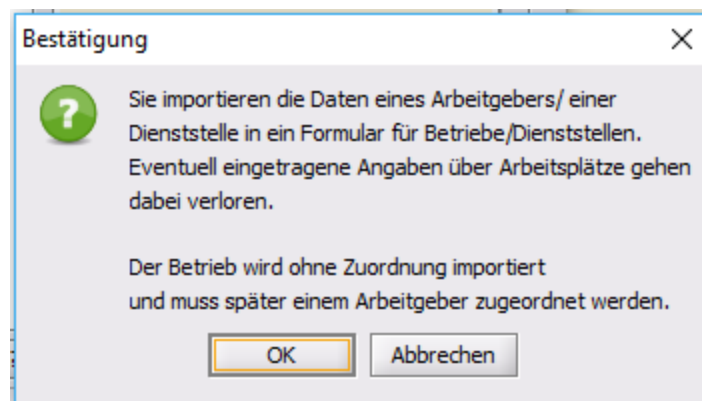 Bestätigung
Sie importieren die Daten eines Arbeitgebers/ einer
Dienststelle in ein Formular für Betriebe/Dienststellen.
Eventuell eingetragene Angaben über Arbeitsplätze gehen
dabei verloren.
Der Betrieb wird ohne Zuordnung importiert
und muss später einem Arbeitgeber zugeordnet werden.
OK
Abbrechen